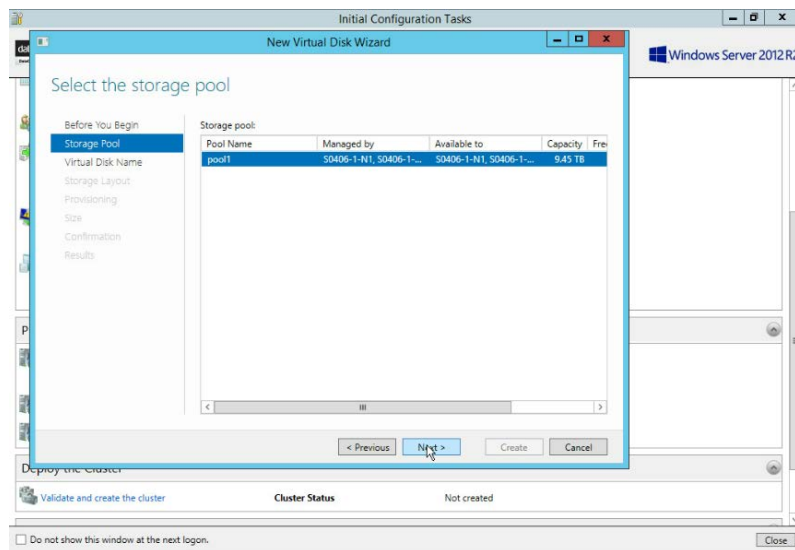 Initial Configuration Tasks
New Virtual Disk Wizard
Windows Server 2012 R2
Select the storage pool
Before You Begin
Storage Pool
Virtual Disk Name
Storage Layout
Provisioning
Size
Confirmation
Results
Storage pool:
Pool Name Managed by Available to Capacity Fre
pool1 S0406-1-N1, S0406-1-... S0406-1-N1, S0406-1-... 9.45 TB
< Previous Next > Create Cancel
P
Deploy the Cluster
Validate and create the cluster Cluster Status Not created
Do not show this window at the next logon. Close